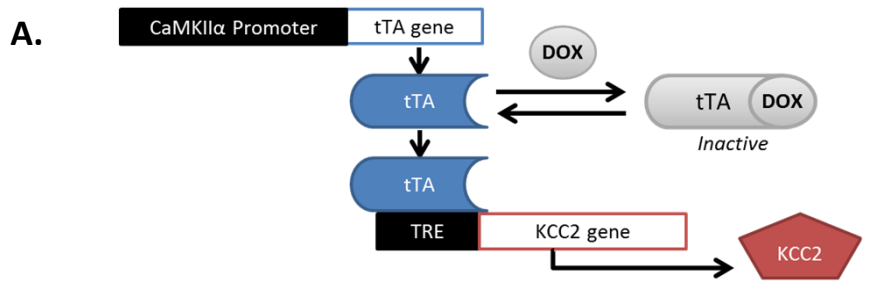 A.
CaMKIIα Promoter
tTA gene
DOX
tTA
tTA
DOX
Inactive
tTA
TRE
KCC2 gene
KCC2